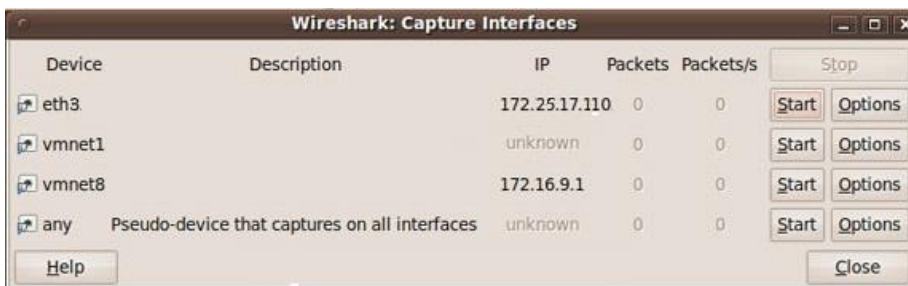 Wireshark: Capture Interfaces
Device Description IP Packets Packets/s Stop
eth3 172.25.17.110 0 0 Start Options
vmnet1 unknown 0 0 Start Options
vmnet8 172.16.9.1 0 0 Start Options
any Pseudo-device that captures on all interfaces unknown 0 0 Start Options
Help Close